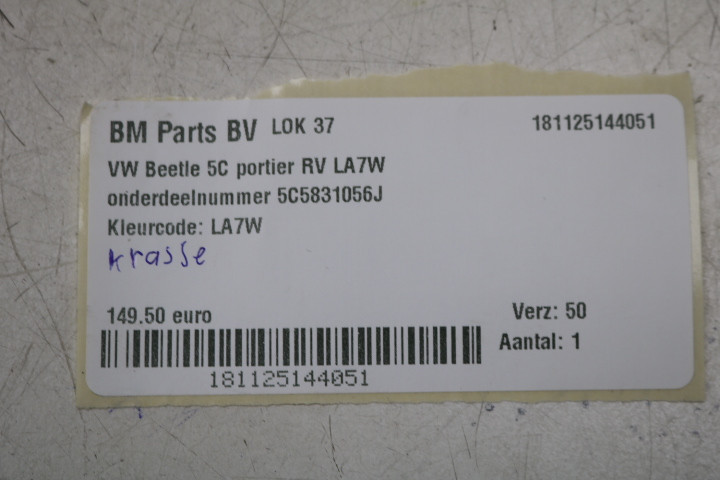 BM Parts BV LOK 37 181125144051
VW Beetle 5C portier RV LA7W
onderdeelnummer 5C5831056J
Kleurcode: LA7W
krasse
149.50 euro Verz: 50
Aantal: 1
181125144051